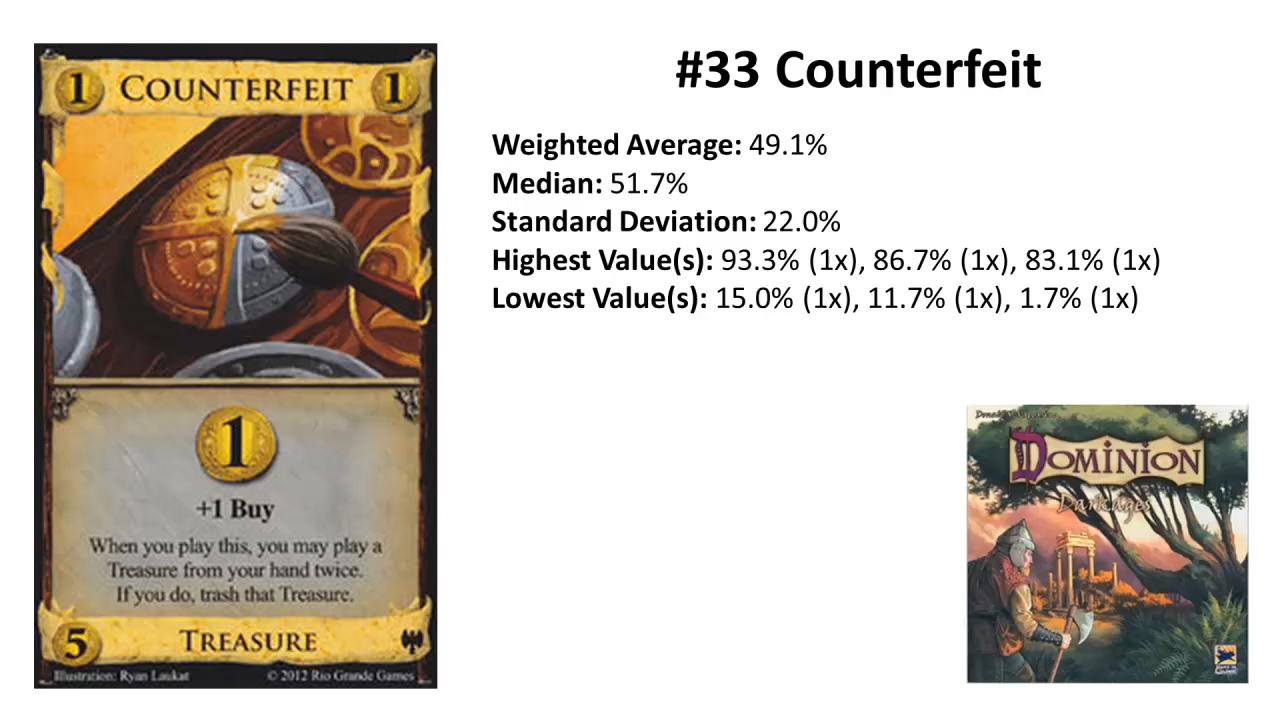 1 COUNTERFEIT 1
1
+1 Buy
When you play this, you may play a
Treasure from your hand twice.
If you do, trash that Treasure.
5 TREASURE
Illustration: Ryan Laukat © 2012 Rio Grande Games
#33 Counterfeit
Weighted Average: 49.1%
Median: 51.7%
Standard Deviation: 22.0%
Highest Value(s): 93.3% (1x), 86.7% (1x), 83.1% (1x)
Lowest Value(s): 15.0% (1x), 11.7% (1x), 1.7% (1x)
DOMINION
Dark Ages